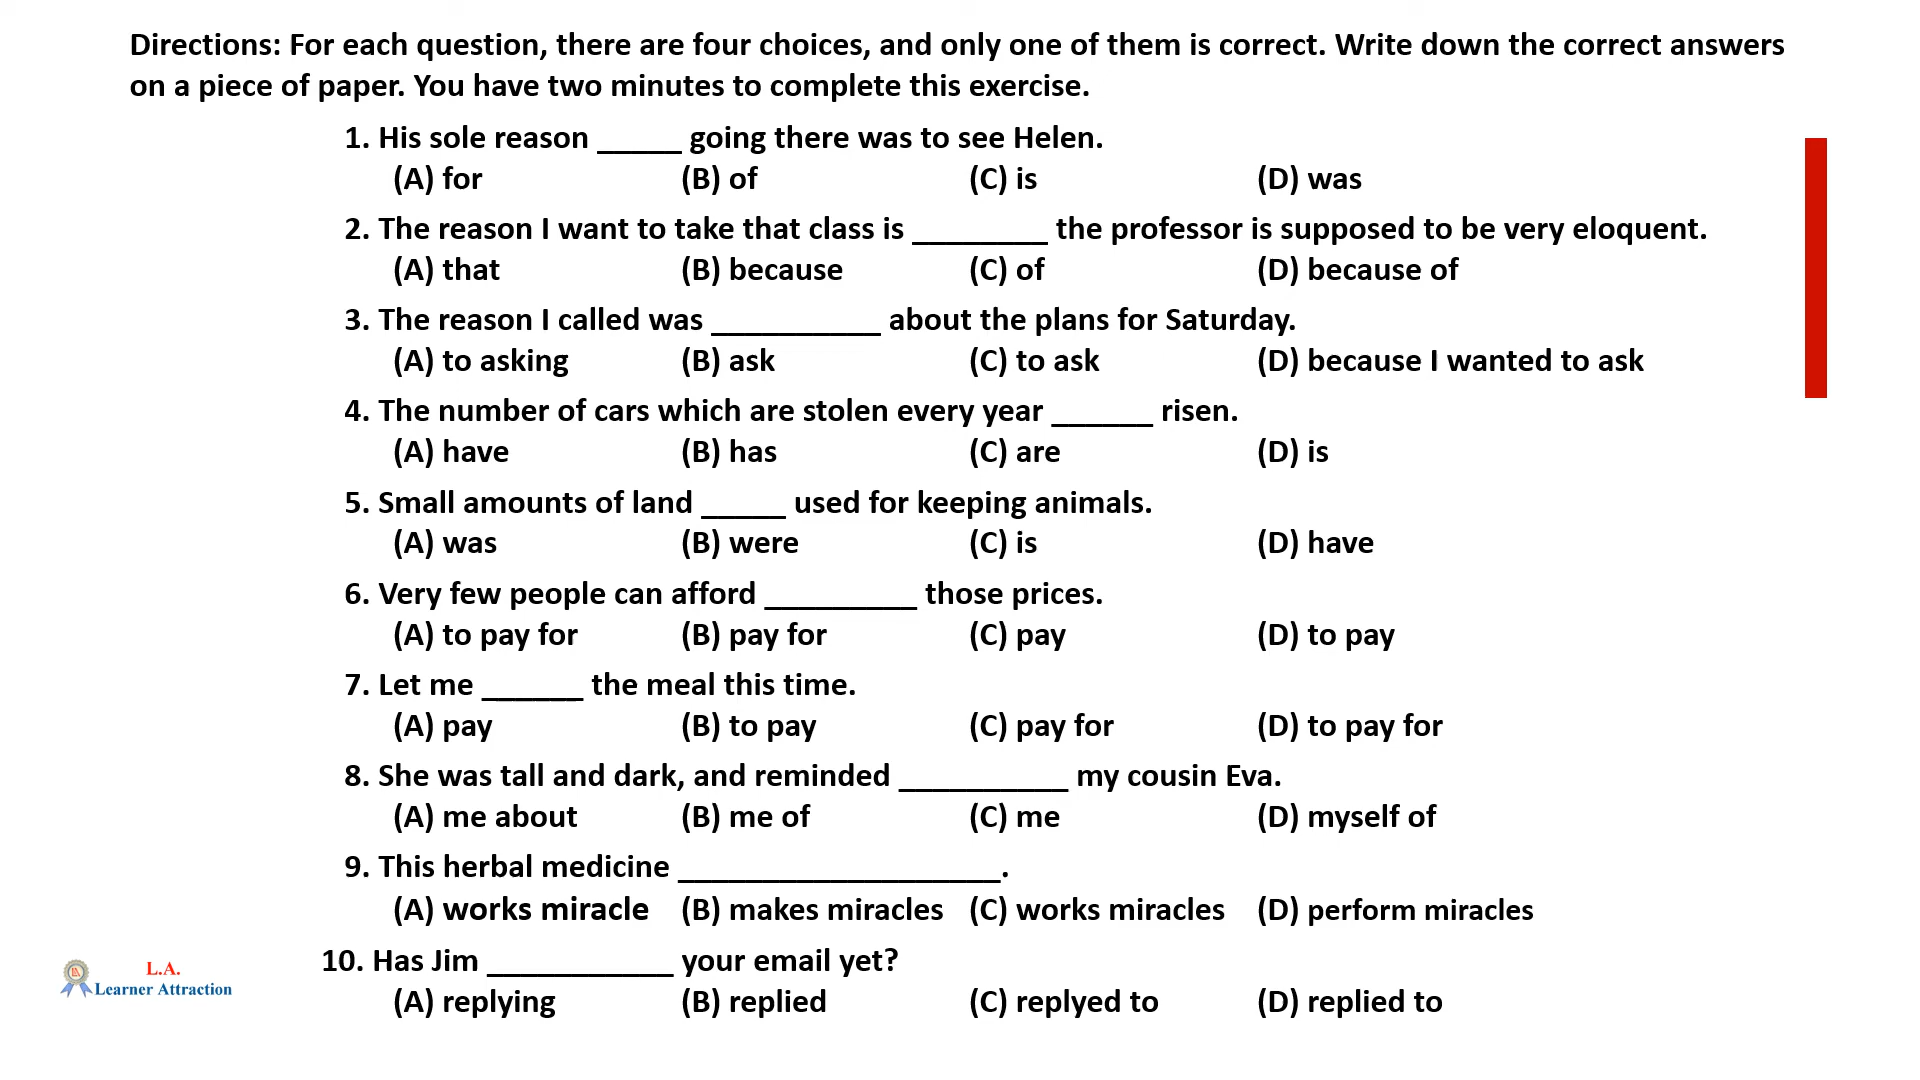 Directions: For each question, there are four choices, and only one of them is correct. Write down the correct answers
on a piece of paper. You have two minutes to complete this exercise.
1. His sole reason _____ going there was to see Helen.
(A) for (B) of (C) is (D) was
2. The reason I want to take that class is ________ the professor is supposed to be very eloquent.
(A) that (B) because (C) of (D) because of
3. The reason I called was __________ about the plans for Saturday.
(A) to asking (B) ask (C) to ask (D) because I wanted to ask
4. The number of cars which are stolen every year ______ risen.
(A) have (B) has (C) are (D) is
5. Small amounts of land _____ used for keeping animals.
(A) was (B) were (C) is (D) have
6. Very few people can afford _________ those prices.
(A) to pay for (B) pay for (C) pay (D) to pay
7. Let me ______ the meal this time.
(A) pay (B) to pay (C) pay for (D) to pay for
8. She was tall and dark, and reminded __________ my cousin Eva.
(A) me about (B) me of (C) me (D) myself of
9. This herbal medicine ___________________.
(A) works miracle (B) makes miracles (C) works miracles (D) perform miracles
10. Has Jim ___________ your email yet?
(A) replying (B) replied (C) replyed to (D) replied to
L.A.
Learner Attraction